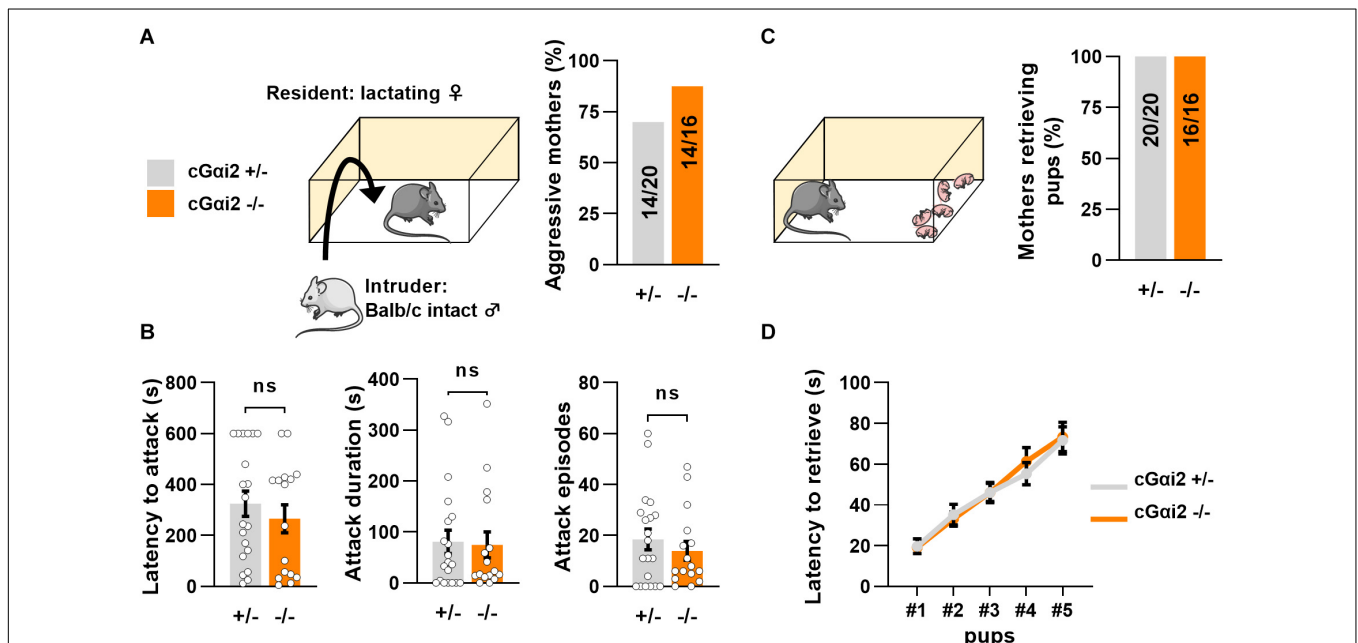 A
Resident: lactating ♀
cGαi2 +/-
cGαi2 -/-
Intruder:
Balb/c intact ♂
Aggressive mothers (%)
100
75
50
25
0
14/20
14/16
+/-
-/-
C
Mothers retrieving
pups (%)
100
75
50
25
0
20/20
16/16
+/-
-/-
B
Latency to attack (s)
800
600
400
200
0
ns
+/-
-/-
Attack duration (s)
400
300
200
100
0
ns
+/-
-/-
Attack episodes
80
60
40
20
0
ns
+/-
-/-
D
Latency to retrieve (s)
100
80
60
40
20
0
#1
#2
#3
#4
#5
pups
cGαi2 +/-
cGαi2 -/-